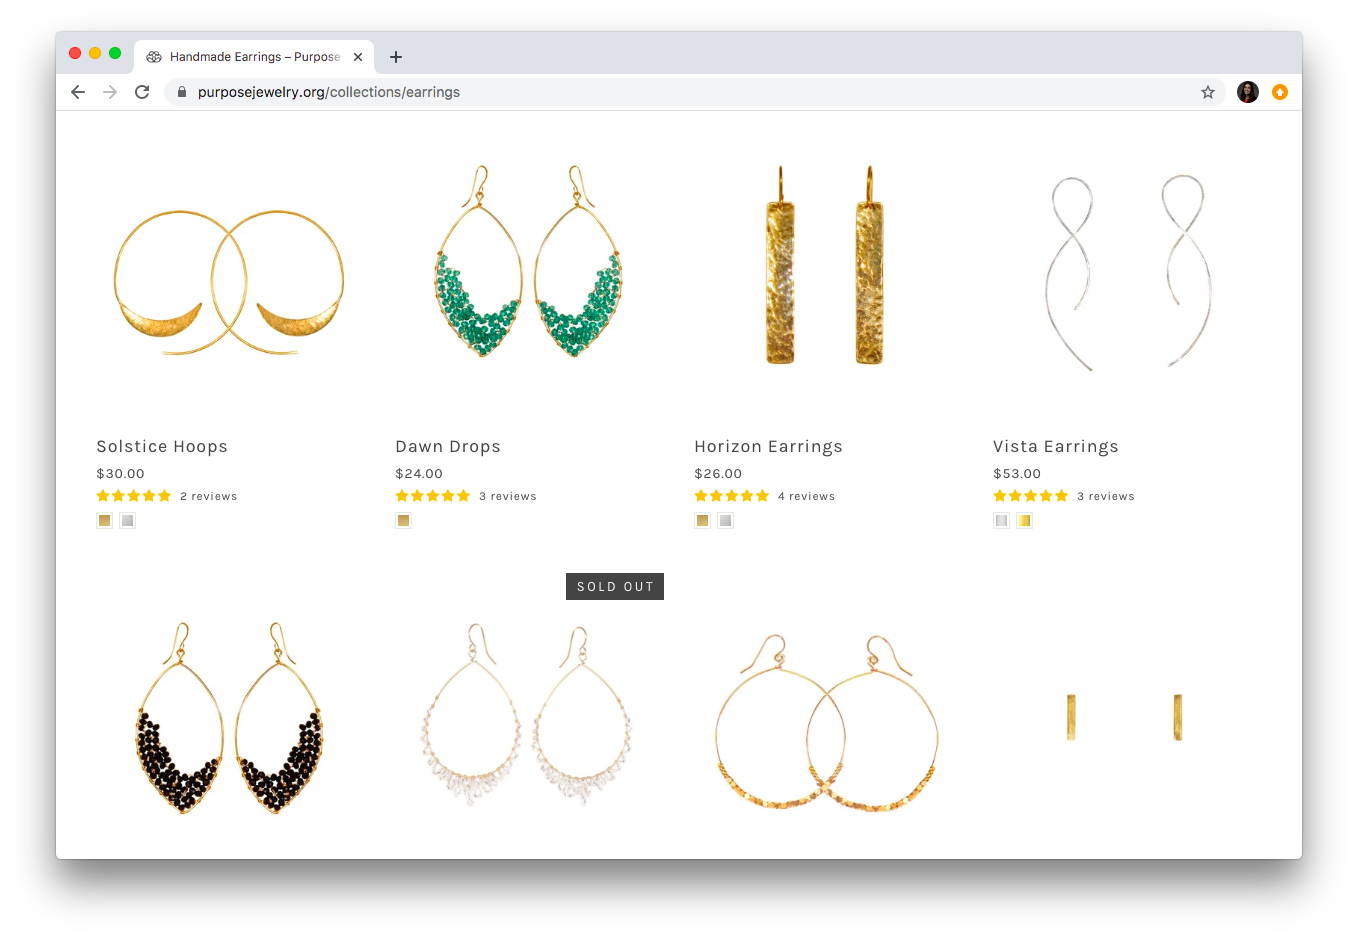 Handmade Earrings – Purpose
purposejewelry.org/collections/earrings
Solstice Hoops
$30.00
2 reviews
Dawn Drops
$24.00
3 reviews
Horizon Earrings
$26.00
4 reviews
Vista Earrings
$53.00
3 reviews
SOLD OUT